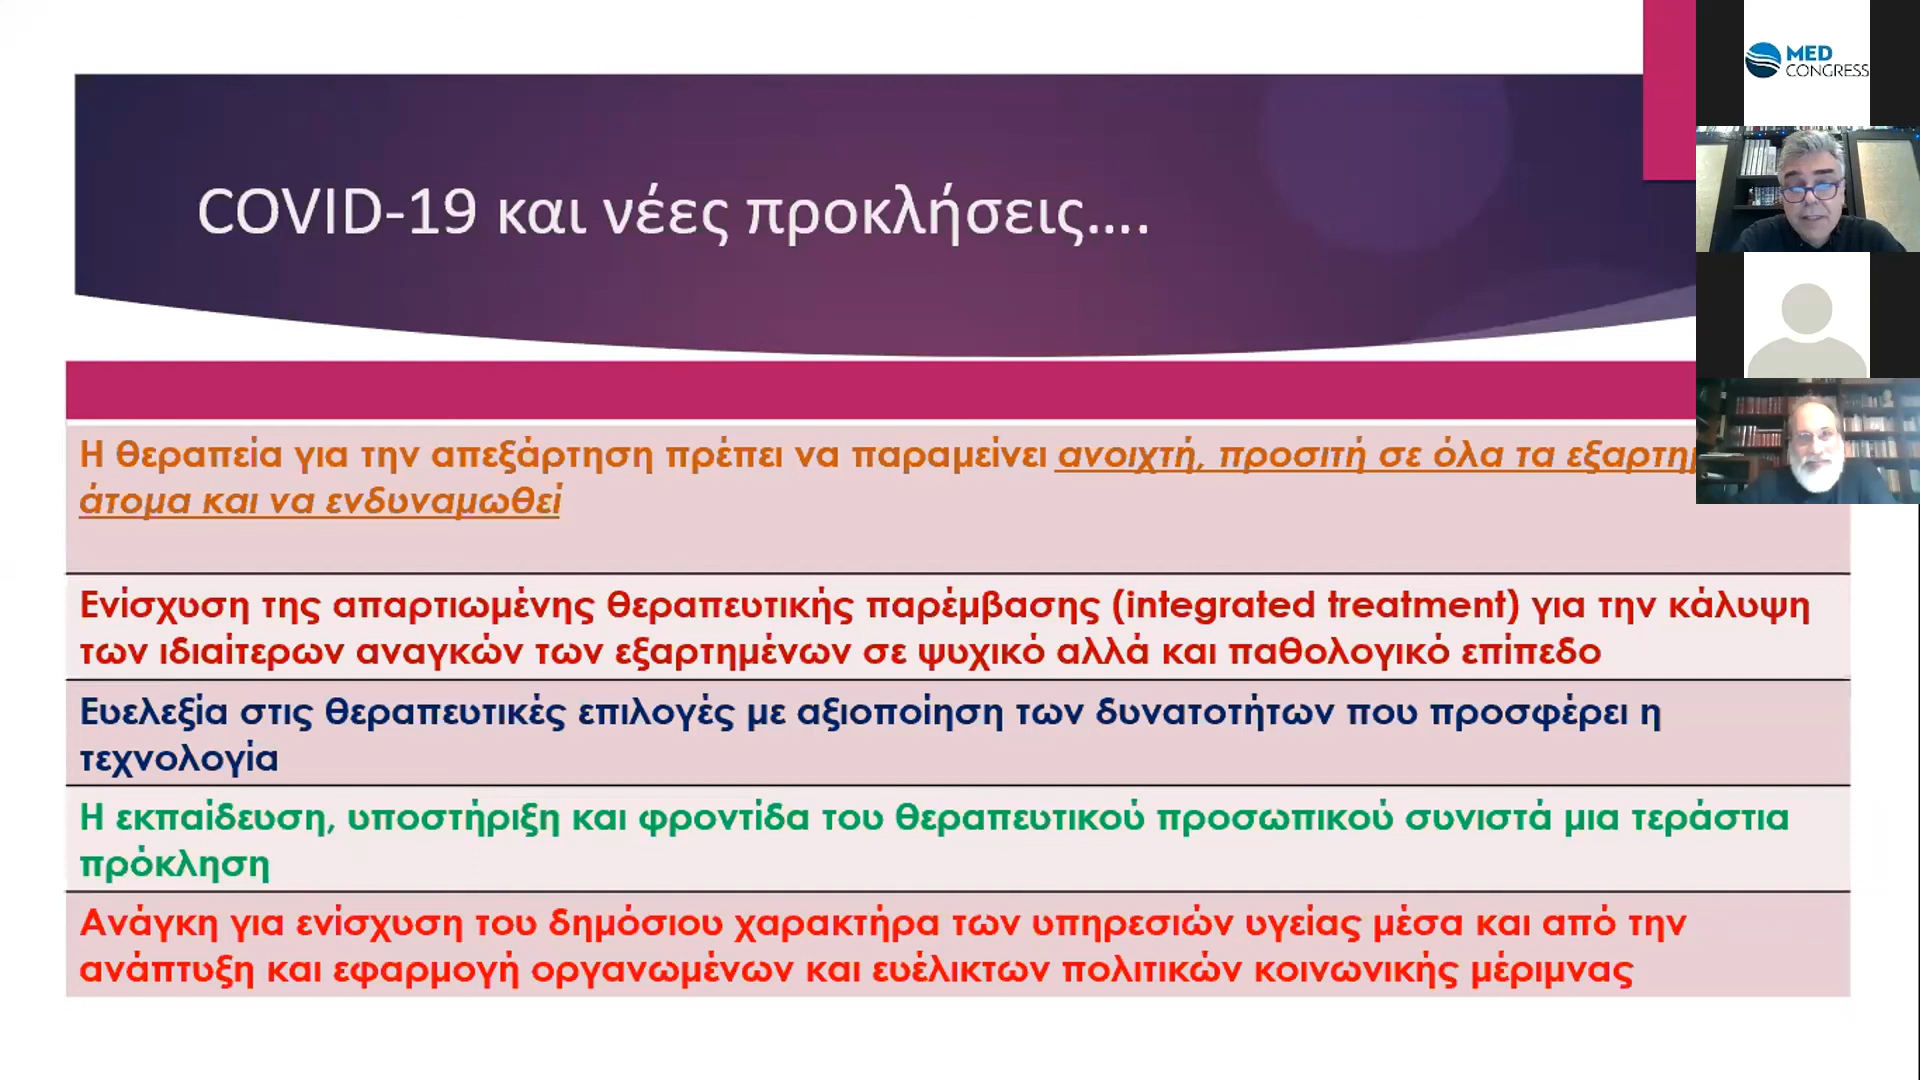 COVID-19 και νέες προκλήσεις....
MED
CONGRESS
Η θεραπεία για την απεξάρτηση πρέπει να παραμείνει ανοιχτή, προσιτή σε όλα τα
άτομα και να ενδυναμωθεί
Ενίσχυση της απαρτιωμένης θεραπευτικής παρέμβασης (integrated treatment) για την κάλυψη
των ιδιαίτερων αναγκών των εξαρτημένων σε ψυχικό αλλά και παθολογικό επίπεδο
Ευελεξία στις θεραπευτικές επιλογές με αξιοποίηση των δυνατοτήτων που προσφέρει η
τεχνολογία
Η εκπαίδευση, υποστήριξη και φροντίδα του θεραπευτικού προσωπικού συνιστά μια τεράστια
πρόκληση
Ανάγκη για ενίσχυση του δημόσιου χαρακτήρα των υπηρεσιών υγείας μέσα και από την
ανάπτυξη και εφαρμογή οργανωμένων και ευέλικτων πολιτικών κοινωνικής μέριμνας